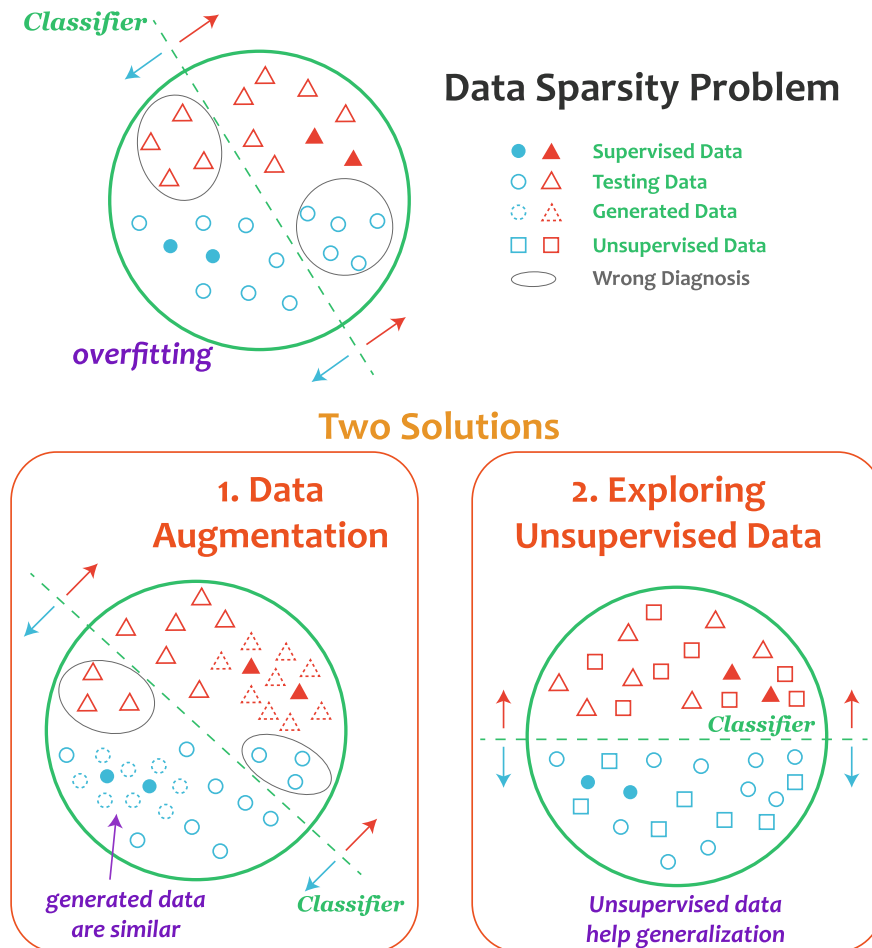 Classifier
Data Sparsity Problem
Supervised Data
Testing Data
Generated Data
Unsupervised Data
Wrong Diagnosis
overfitting
Two Solutions
1. Data
Augmentation
generated data
are similar
Classifier
2. Exploring
Unsupervised Data
Classifier
Unsupervised data
help generalization